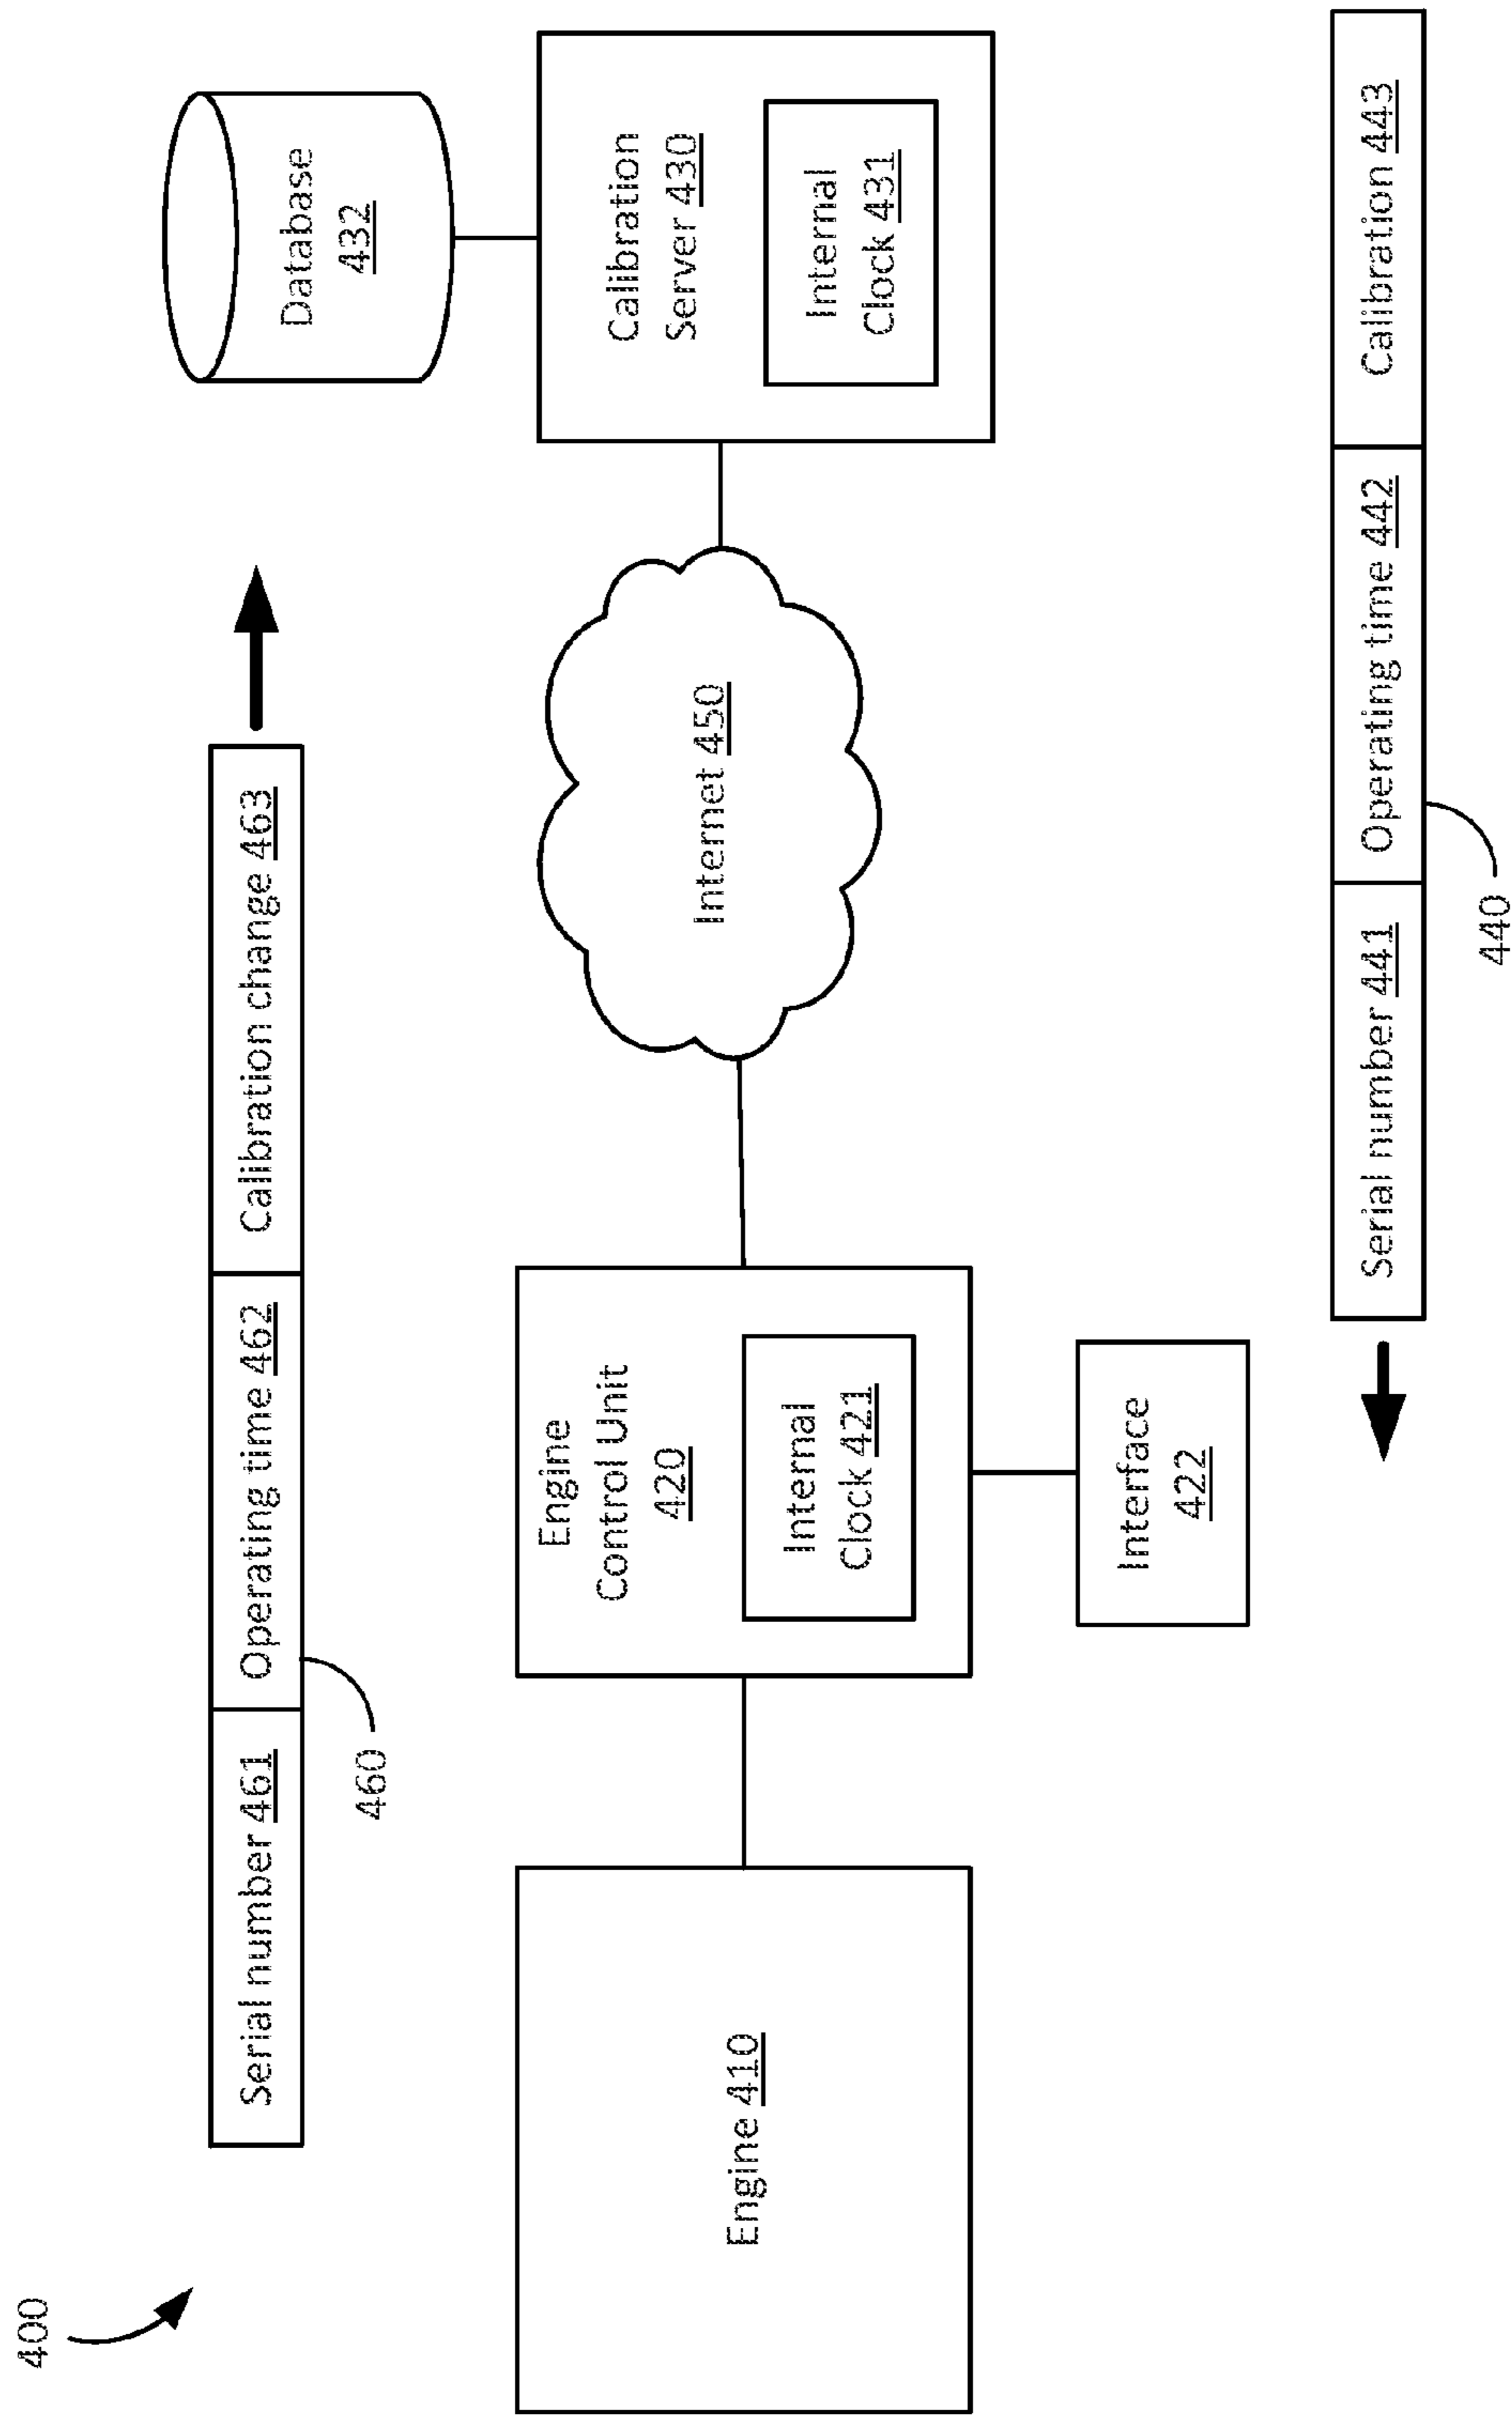 400
Serial number 461
Operating time 462
Calibration change 463
460
Database
432
Engine 410
Engine
Control Unit
420
Internal
Clock 421
Interface
422
Internet 450
Calibration
Server 430
Internal
Clock 431
Serial number 441
Operating time 442
Calibration 443
440